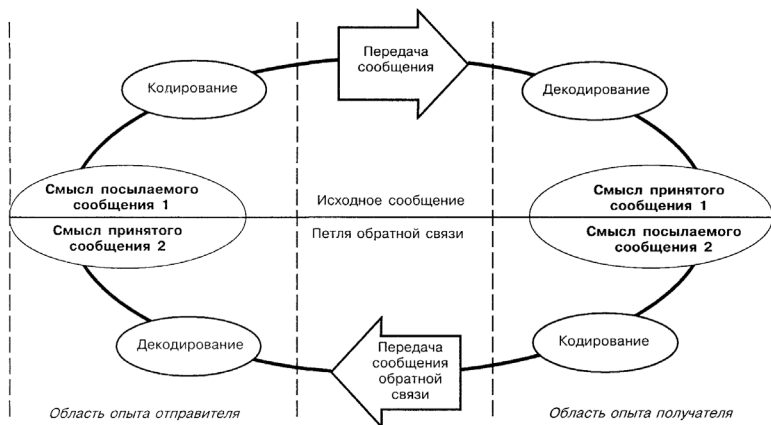 Передача
сообщения
Кодирование
Декодирование
Смысл посылаемого
сообщения 1
Исходное сообщение
Смысл принятого
сообщения 1
Смысл принятого
сообщения 2
Петля обратной связи
Смысл посылаемого
сообщения 2
Декодирование
Передача
сообщения
обратной
связи
Кодирование
Область опыта отправителя
Область опыта получателя